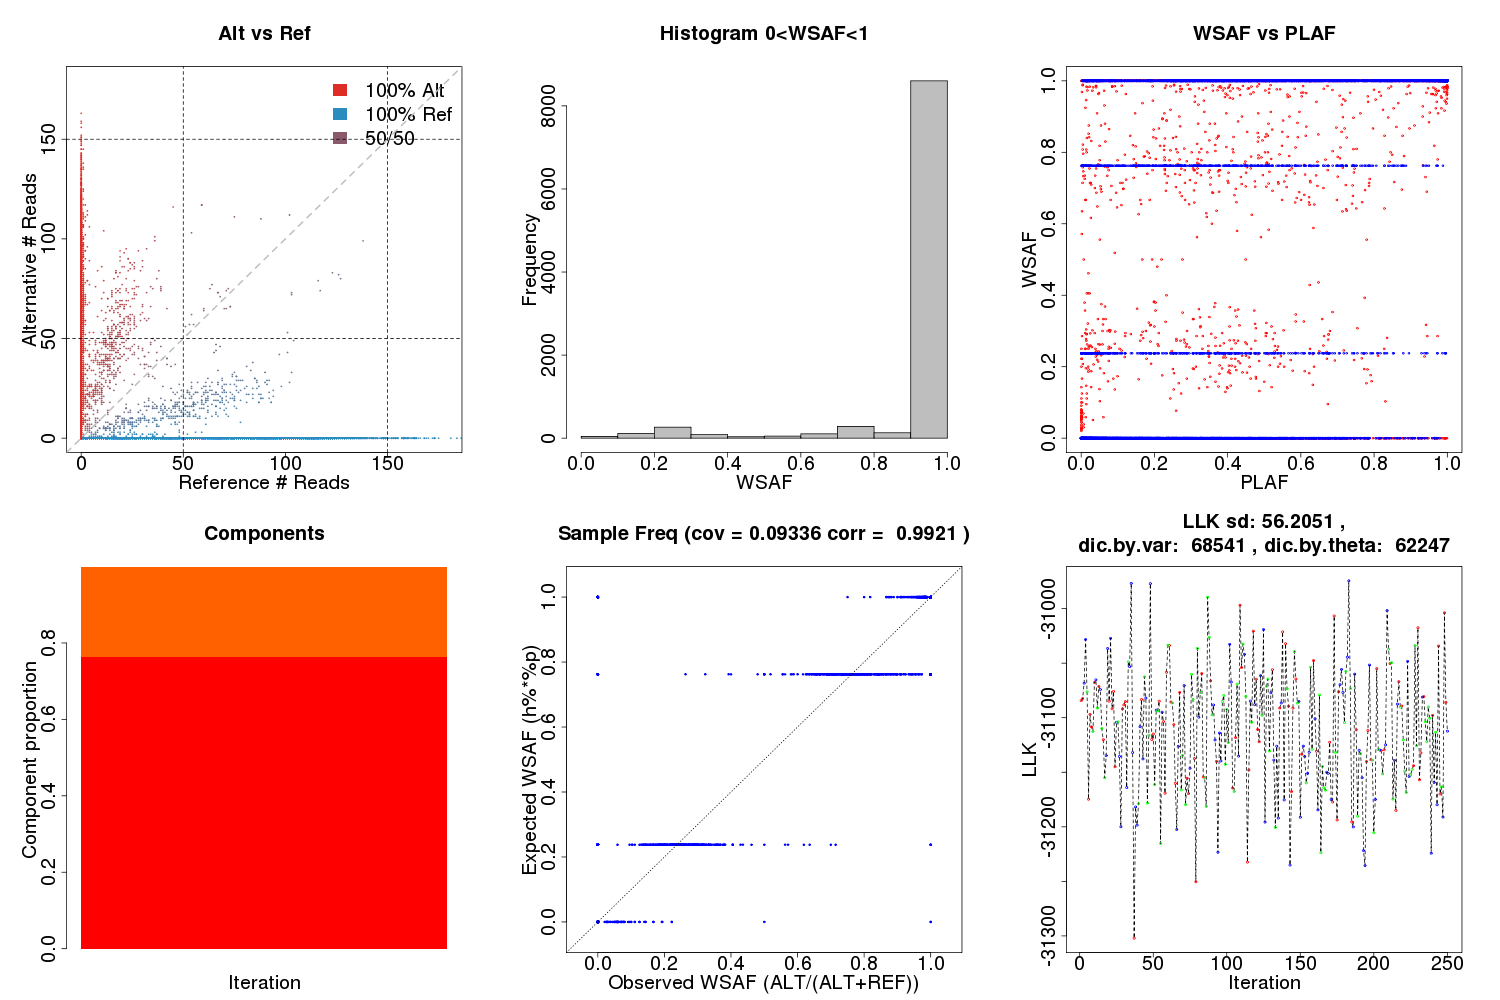 Alt vs Ref
100% Alt
100% Ref
50/50
Alternative # Reads
0 50 100 150
0 50 100 150
Reference # Reads
Histogram 0<WSAF<1
Frequency
0 2000 4000 6000 8000
0.0 0.2 0.4 0.6 0.8 1.0
WSAF
WSAF vs PLAF
WSAF
0.0 0.2 0.4 0.6 0.8 1.0
0.0 0.2 0.4 0.6 0.8 1.0
PLAF
Components
Component proportion
0.0 0.2 0.4 0.6 0.8
Iteration
Sample Freq (cov = 0.09336 corr = 0.9921 )
Expected WSAF (h%*%p)
0.0 0.2 0.4 0.6 0.8 1.0
0.0 0.2 0.4 0.6 0.8 1.0
Observed WSAF (ALT/(ALT+REF))
LLK sd: 56.2051 ,
dic.by.var: 68541 , dic.by.theta: 62247
LLK
-31300 -31200 -31100 -31000
0 50 100 150 200 250
Iteration